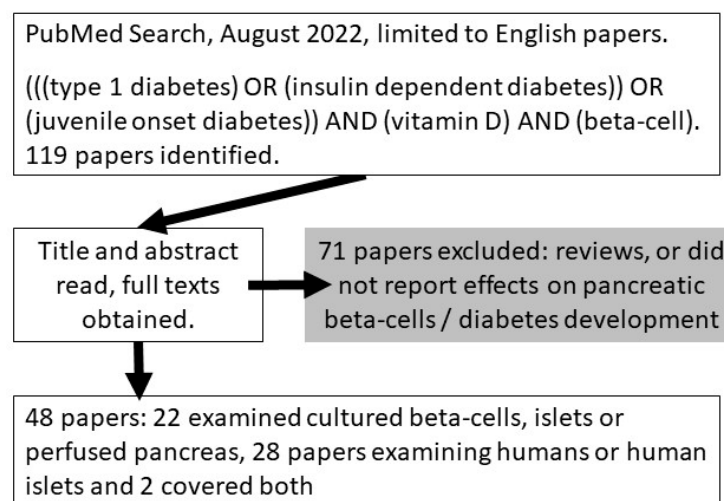 PubMed Search, August 2022, limited to English papers.
(((type 1 diabetes) OR (insulin dependent diabetes)) OR
(juvenile onset diabetes)) AND (vitamin D) AND (beta-cell).
119 papers identified.
Title and abstract
read, full texts
obtained.
71 papers excluded: reviews, or did
not report effects on pancreatic
beta-cells / diabetes development
48 papers: 22 examined cultured beta-cells, islets or
perfused pancreas, 28 papers examining humans or human
islets and 2 covered both